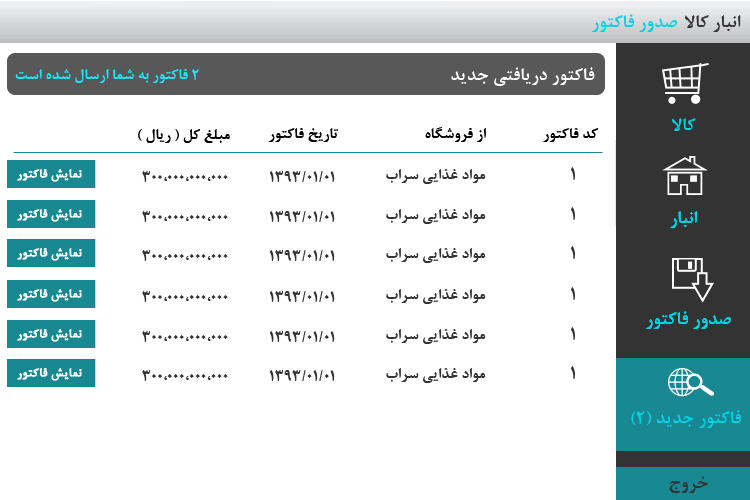 انبار کالا صدور فاکتور
کالا
انبار
صدور فاکتور
فاکتور جدید (۲)
خروج
فاکتور دریافتی جدید ۲ فاکتور به شما ارسال شده است
کد فاکتور از فروشگاه تاریخ فاکتور مبلغ کل ( ریال )
۱ مواد غذایی سراب ۱۳۹۳/۰۱/۰۱ ۳۰۰،۰۰۰،۰۰۰،۰۰۰ نمایش فاکتور
۱ مواد غذایی سراب ۱۳۹۳/۰۱/۰۱ ۳۰۰،۰۰۰،۰۰۰،۰۰۰ نمایش فاکتور
۱ مواد غذایی سراب ۱۳۹۳/۰۱/۰۱ ۳۰۰،۰۰۰،۰۰۰،۰۰۰ نمایش فاکتور
۱ مواد غذایی سراب ۱۳۹۳/۰۱/۰۱ ۳۰۰،۰۰۰،۰۰۰،۰۰۰ نمایش فاکتور
۱ مواد غذایی سراب ۱۳۹۳/۰۱/۰۱ ۳۰۰،۰۰۰،۰۰۰،۰۰۰ نمایش فاکتور
۱ مواد غذایی سراب ۱۳۹۳/۰۱/۰۱ ۳۰۰،۰۰۰،۰۰۰،۰۰۰ نمایش فاکتور